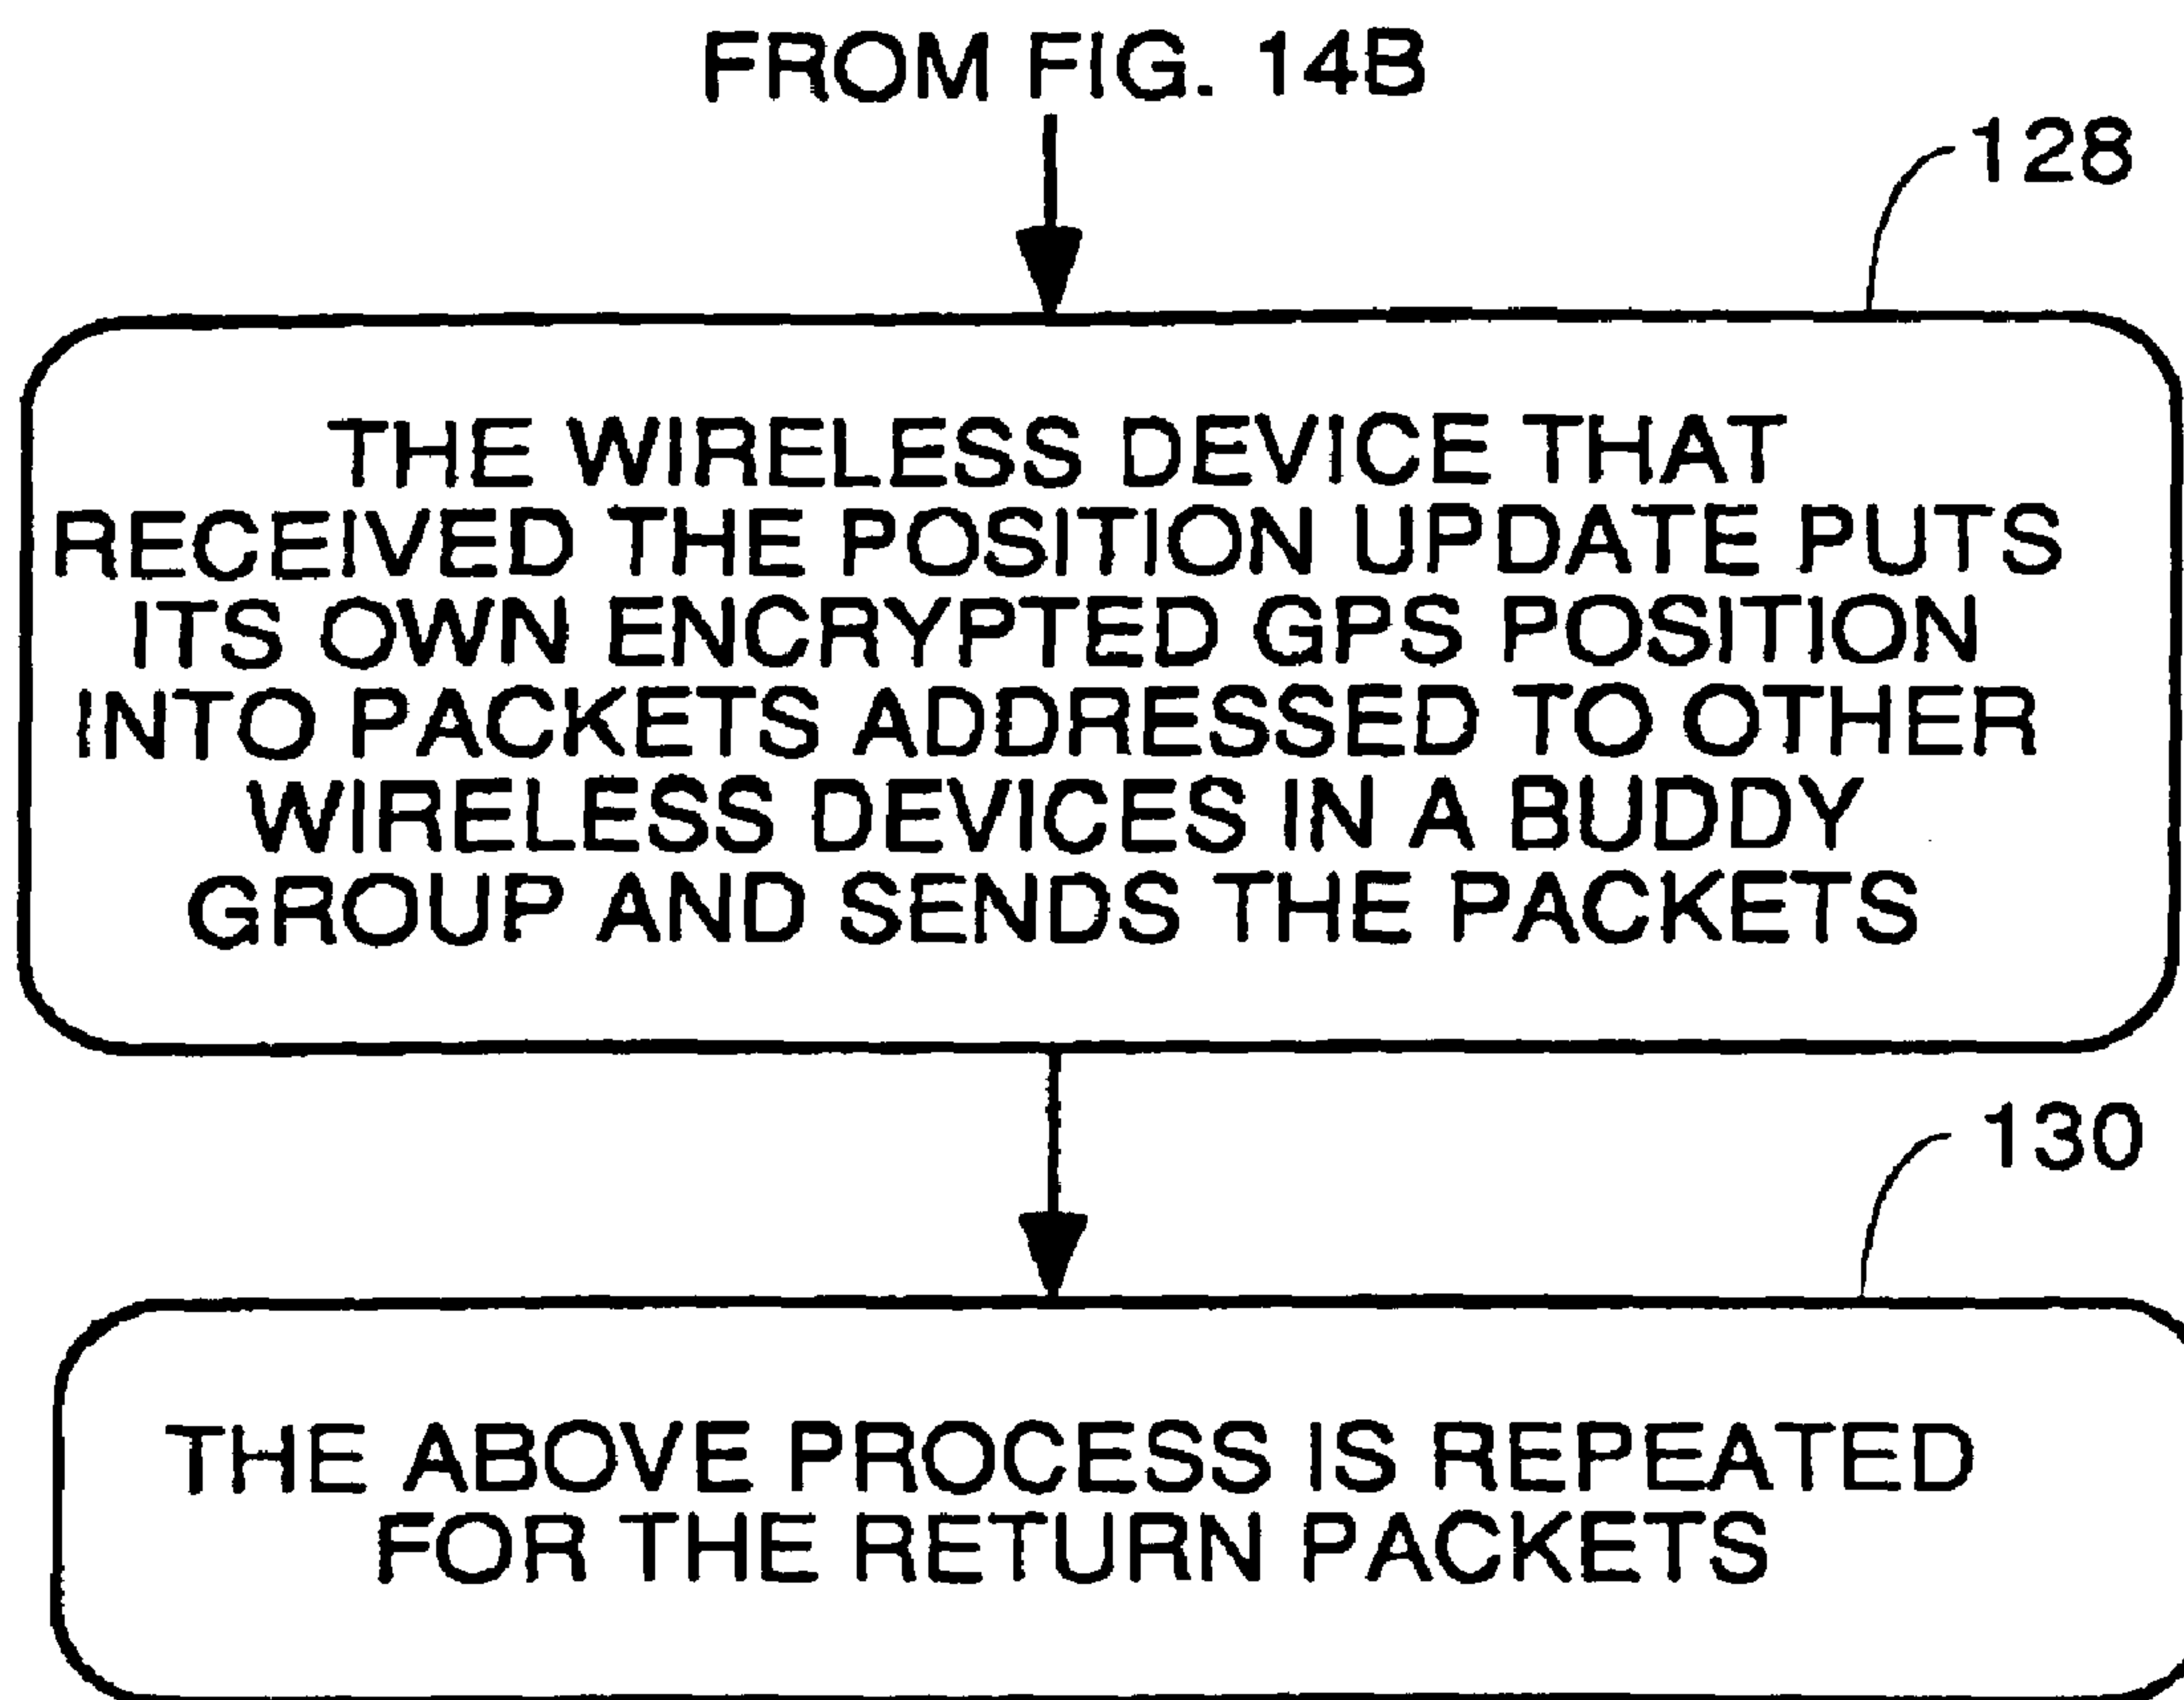 FROM FIG. 14B
128
THE WIRELESS DEVICE THAT
RECEIVED THE POSITION UPDATE PUTS
ITS OWN ENCRYPTED GPS POSITION
INTO PACKETS ADDRESSED TO OTHER
WIRELESS DEVICES IN A BUDDY
GROUP AND SENDS THE PACKETS
130
THE ABOVE PROCESS IS REPEATED
FOR THE RETURN PACKETS